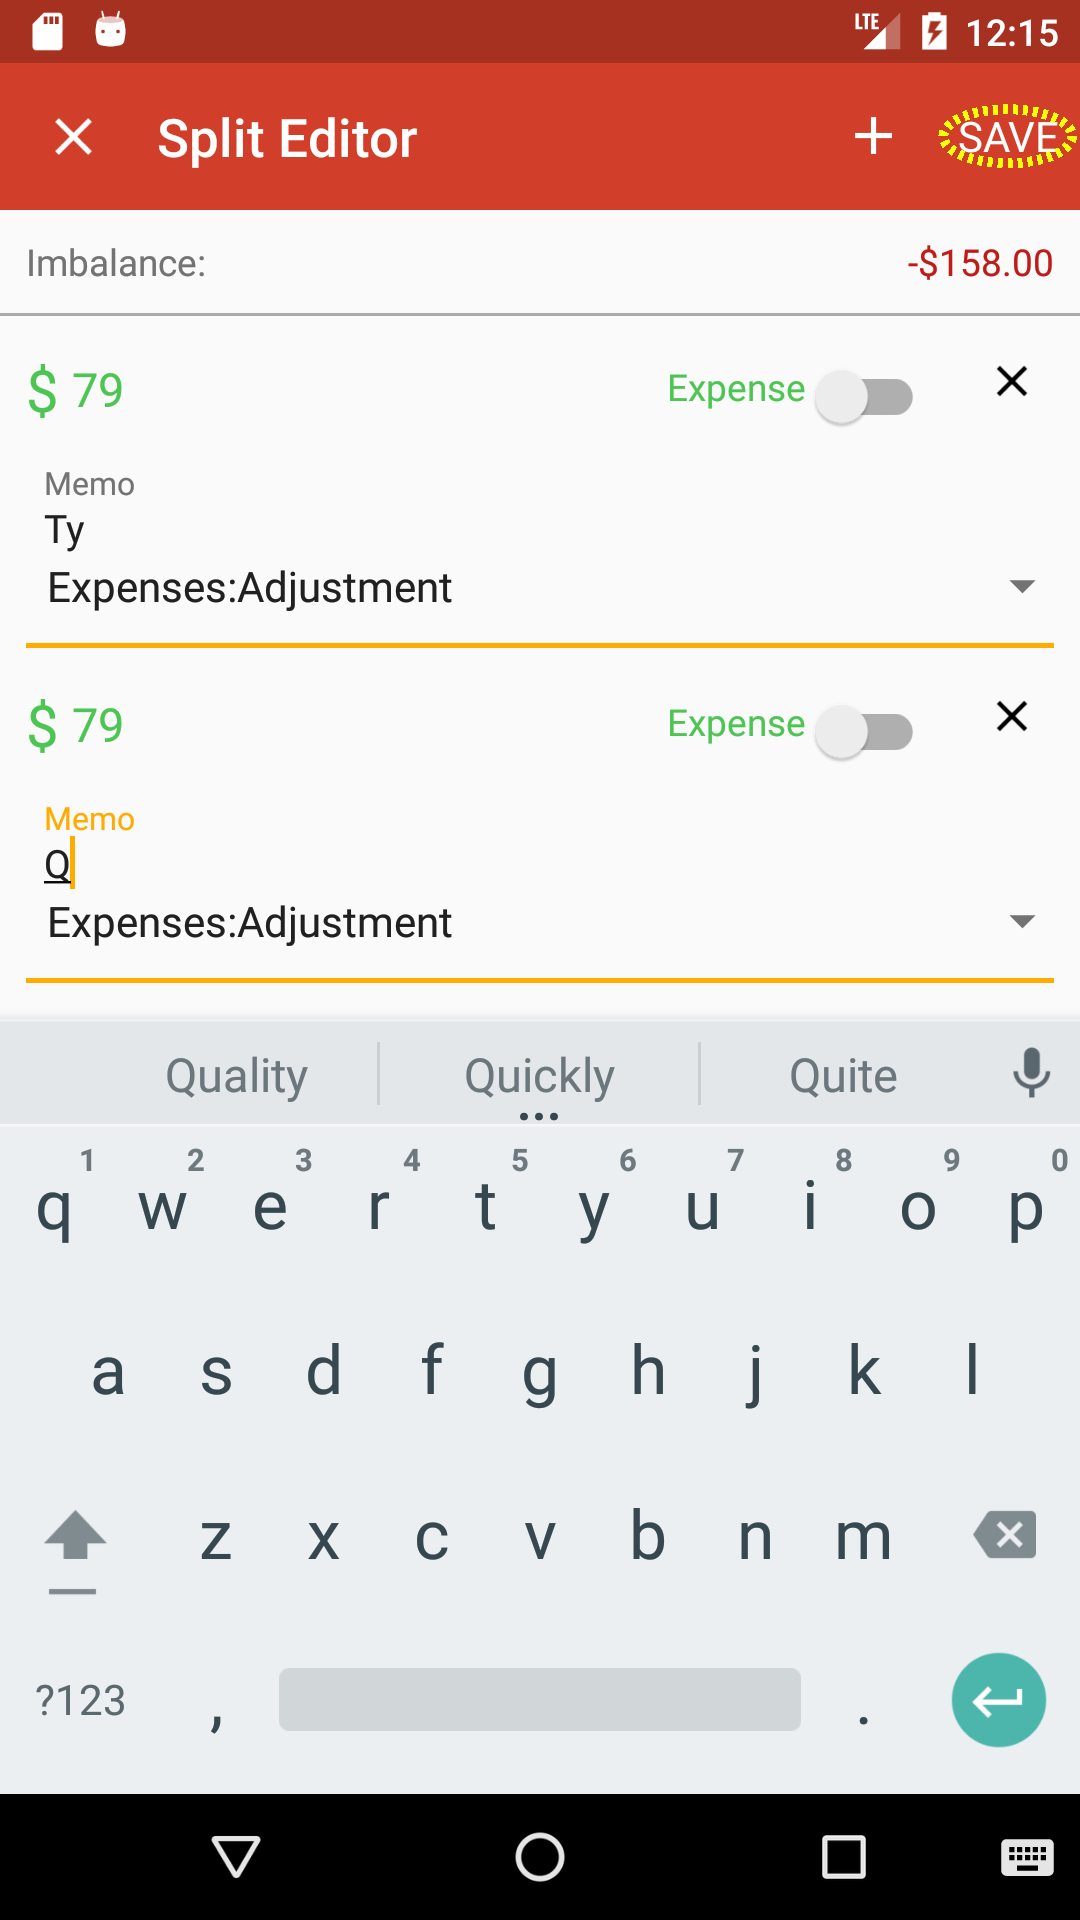 LTE 12:15
Split Editor + SAVE
Imbalance: -$158.00
$ 79 Expense
Memo
Ty
Expenses:Adjustment
$ 79 Expense
Memo
Q
Expenses:Adjustment
Quality Quickly Quite
1 2 3 4 5 6 7 8 9 0
q w e r t y u i o p
a s d f g h j k l
z x c v b n m
?123 , .